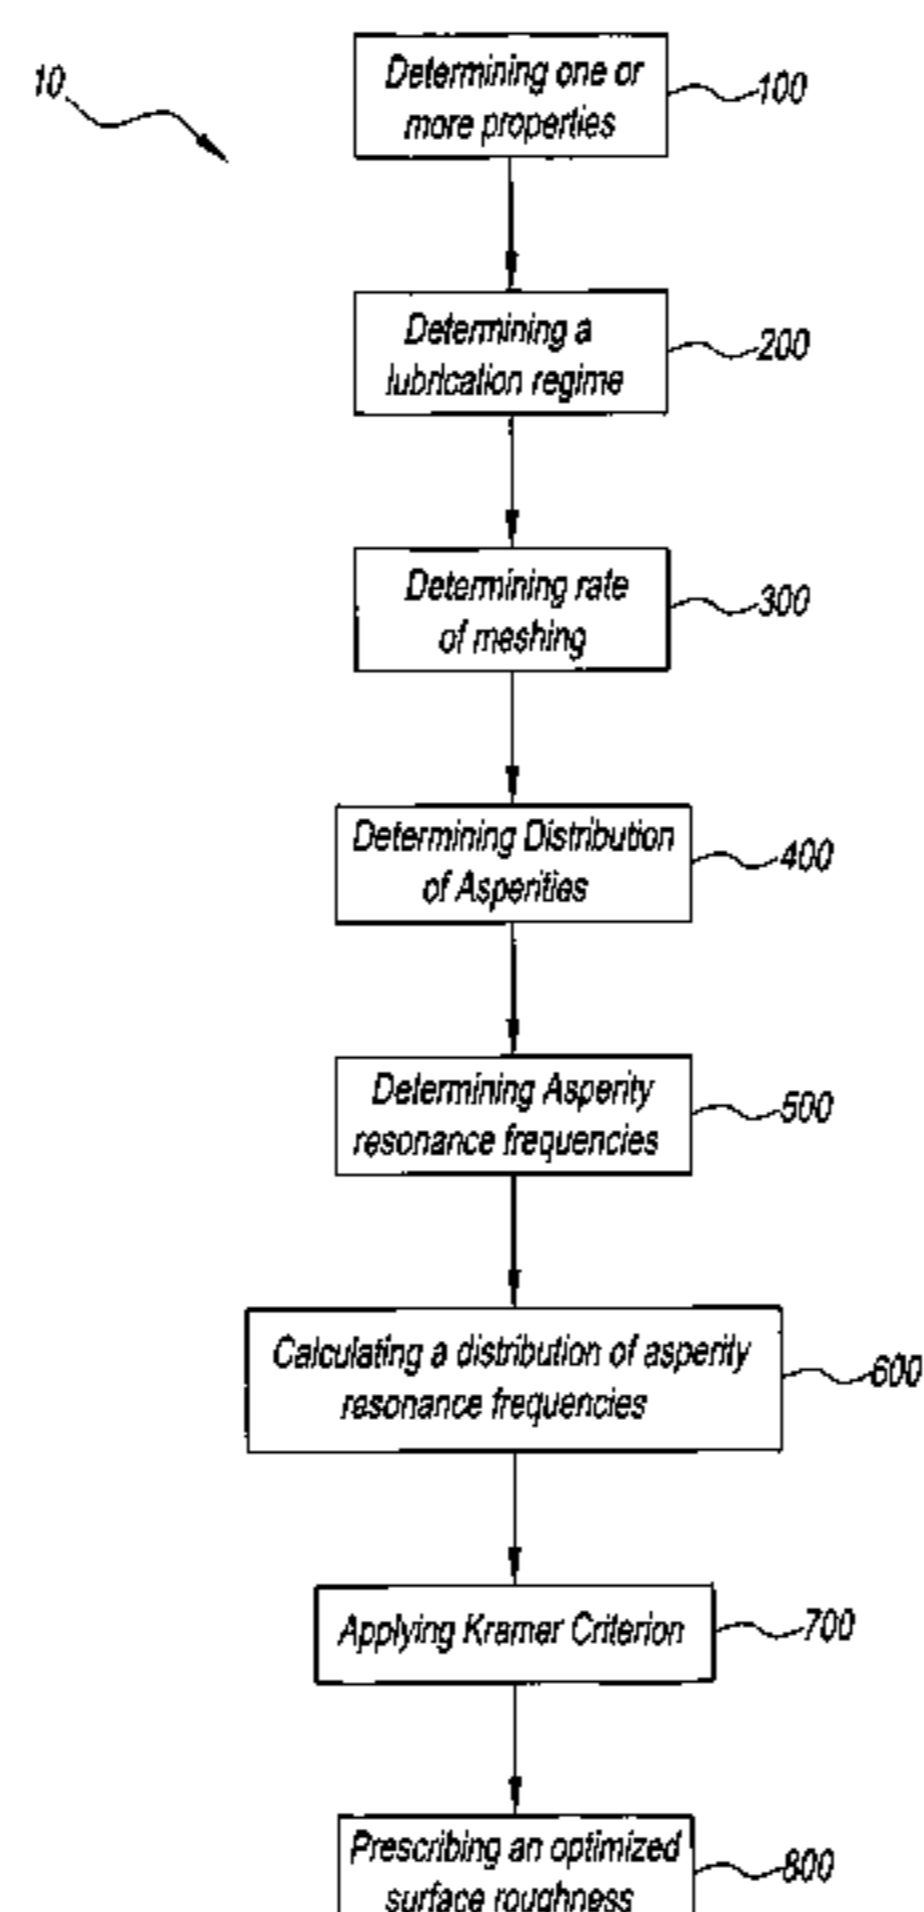 10
Determining one or
more properties
100
Determining a
lubrication regime
200
Determining rate
of meshing
300
Determining Distribution
of Asperities
400
Determining Asperity
resonance frequencies
500
Calculating a distribution of asperity
resonance frequencies
600
Applying Kramer Criterion
700
Prescribing an optimized
surface roughness
800